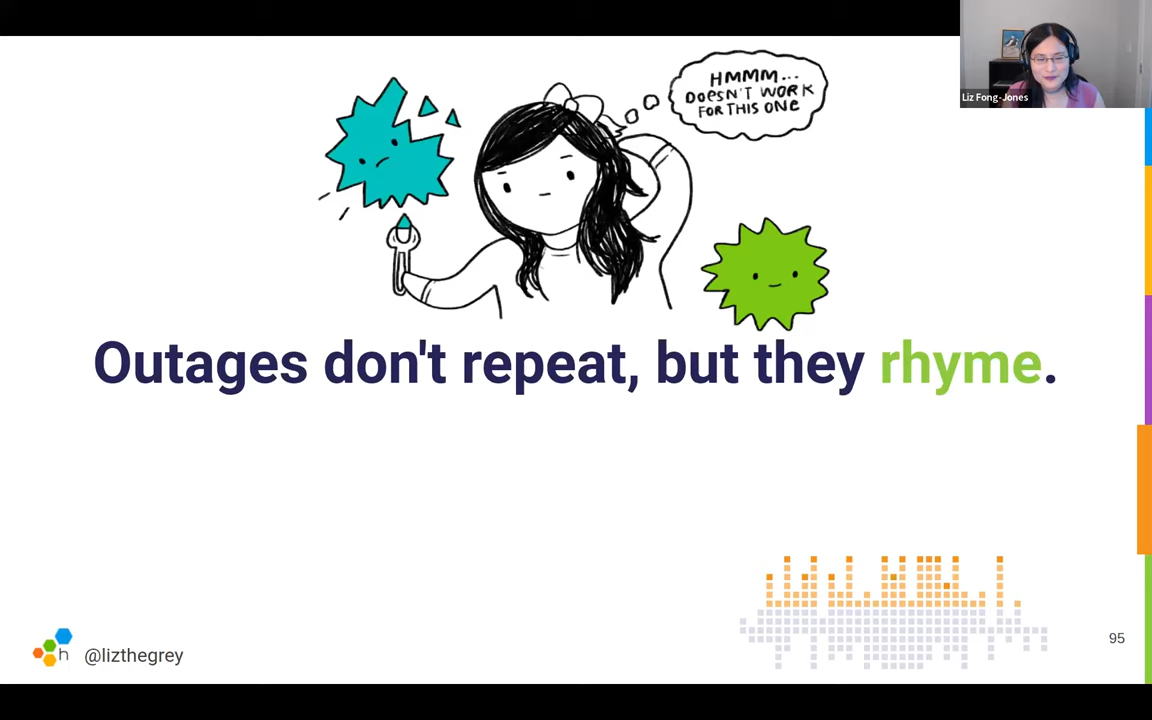 Liz Fong-Jones
HMMM...
DOESN'T WORK
FOR THIS ONE
Outages don't repeat, but they rhyme.
h
@lizthegrey
95